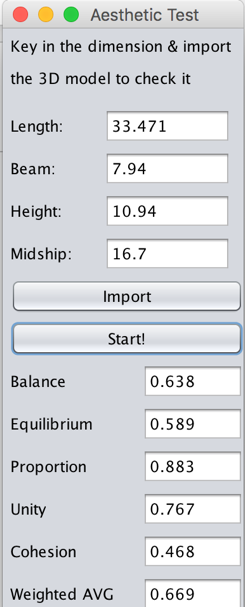 Aesthetic Test
Key in the dimension & import
the 3D model to check it
Length: 33.471
Beam: 7.94
Height: 10.94
Midship: 16.7
Import
Start!
Balance 0.638
Equilibrium 0.589
Proportion 0.883
Unity 0.767
Cohesion 0.468
Weighted AVG 0.669